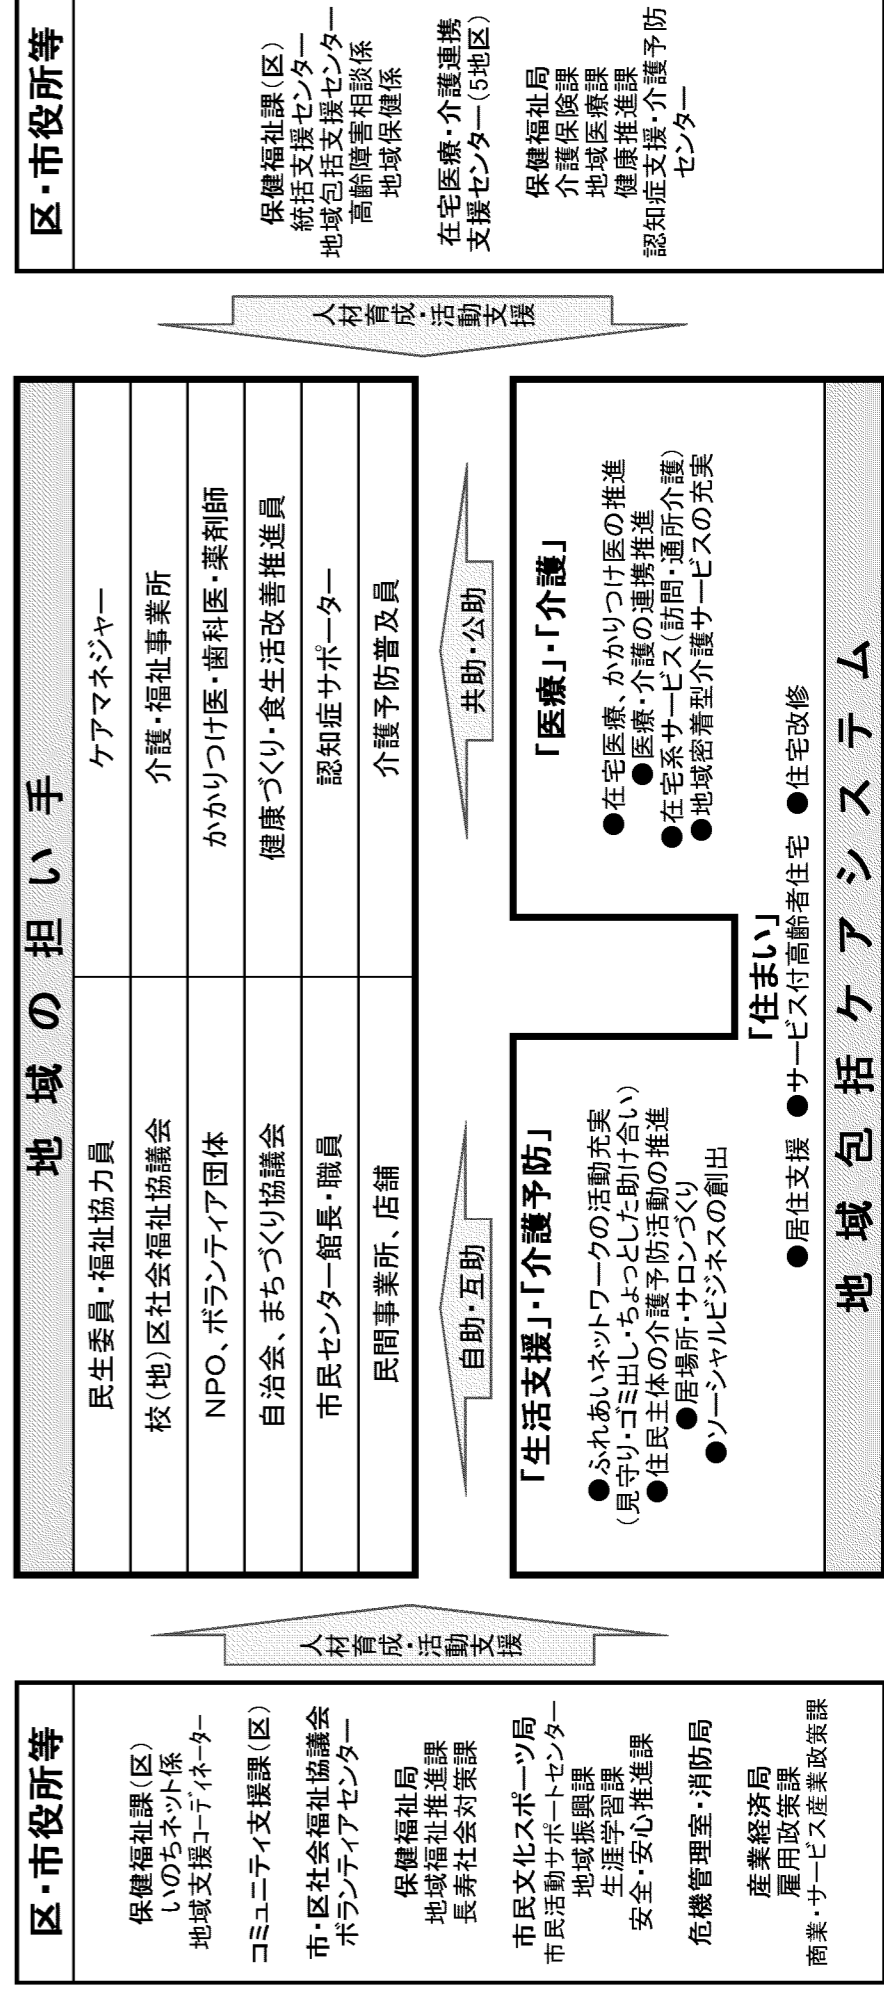 区・市役所等
保健福祉課(区)
いのちネット係
地域支援コーディネーター
コミュニティ支援課(区)
市・区社会福祉協議会
ボランティアセンター
保健福祉局
地域福祉推進課
長寿社会対策課
市民文化スポーツ局
市民活動サポートセンター
地域振興課
生涯学習課
安全・安心推進課
危機管理室・消防局
産業経済局
雇用政策課
商業・サービス産業政策課
人材育成・活動支援
地域の担い手
民生委員・福祉協力員
ケアマネジャー
校(地)区社会福祉協議会
介護・福祉事業所
NPO、ボランティア団体
かかりつけ医・歯科医・薬剤師
自治会、まちづくり協議会
健康づくり・食生活改善推進員
市民センター館長・職員
認知症サポーター
民間事業所、店舗
介護予防普及員
自助・互助
共助・公助
「生活支援」・「介護予防」
●ふれあいネットワークの活動充実
(見守り・ゴミ出し・ちょっとした助け合い)
●住民主体の介護予防活動の推進
●居場所・サロンづくり
●ソーシャルビジネスの創出
「医療」・「介護」
●在宅医療、かかりつけ医の推進
●医療・介護の連携推進
●在宅系サービス(訪問・通所介護)
●地域密着型介護サービスの充実
「住まい」
●居住支援 ●サービス付高齢者住宅 ●住宅改修
地域包括ケアシステム
人材育成・活動支援
区・市役所等
保健福祉課(区)
統括支援センター
地域包括支援センター
高齢障害相談係
地域保健係
在宅医療・介護連携
支援センター(5地区)
保健福祉局
介護保険課
地域医療課
健康推進課
認知症支援・介護予防
センター